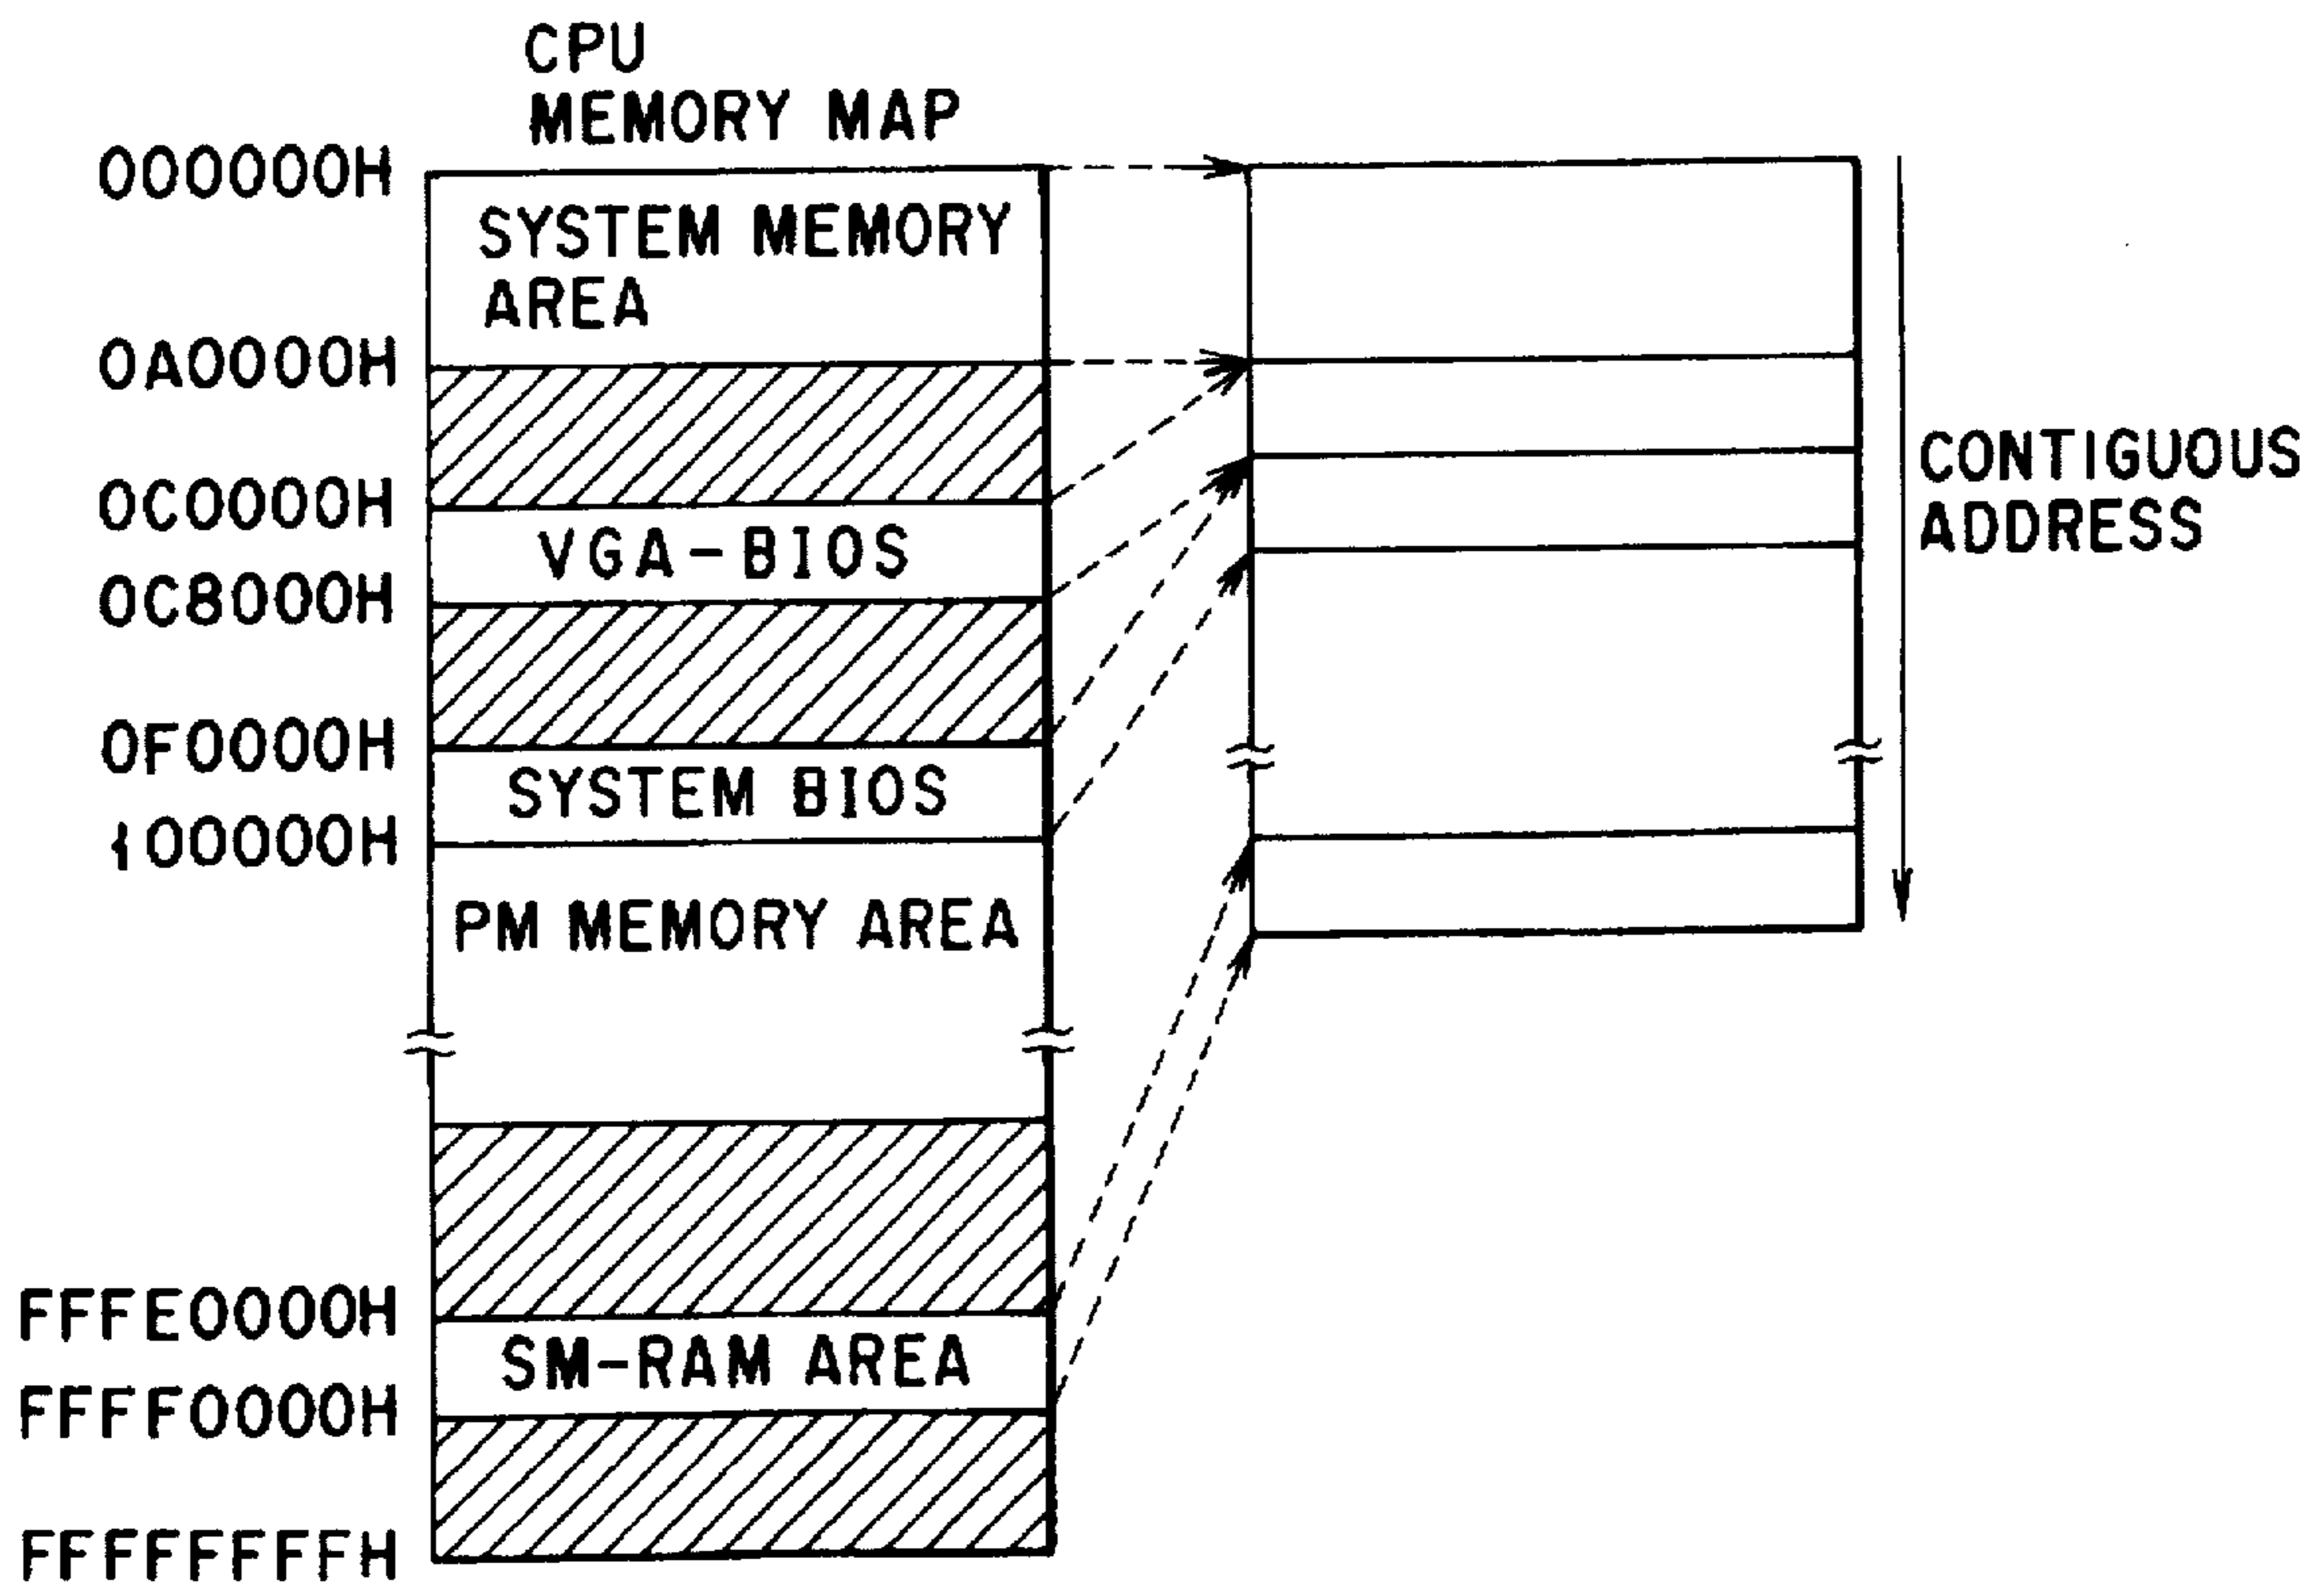 CPU
MEMORY MAP
000000H
SYSTEM MEMORY
AREA
0A0000H
0C0000H
VGA-BIOS
0C8000H
0F0000H
SYSTEM BIOS
100000H
PM MEMORY AREA
FFFE0000H
SM-RAM AREA
FFFF0000H
FFFFFFFFH
CONTIGUOUS
ADDRESS